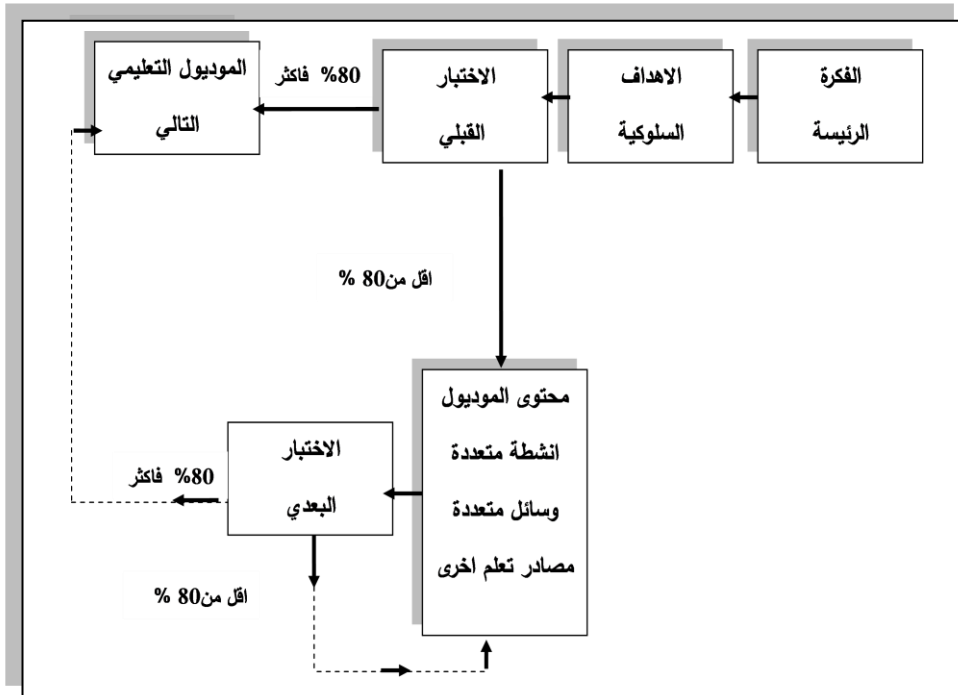 الفكرة
الرئيسة
الاهداف
السلوكية
الاختبار
القبلي
80% فاكثر
الموديول التعليمي
التالي
اقل من80 %
محتوى الموديول
انشطة متعددة
وسائل متعددة
مصادر تعلم اخرى
الاختبار
البعدي
80% فاكثر
اقل من80 %